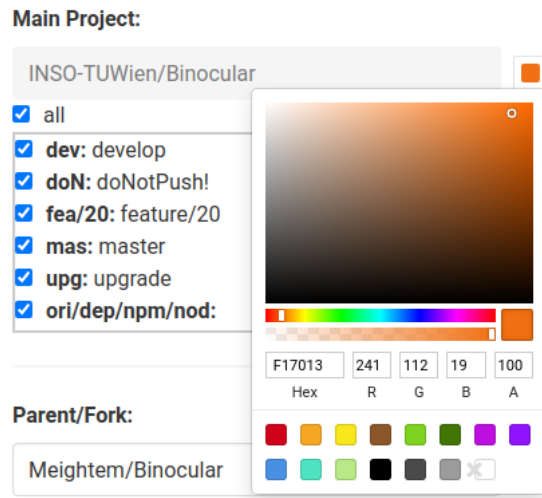 Main Project:
INSO-TUWien/Binocular
all
dev: develop
doN: doNotPush!
fea/20: feature/20
mas: master
upg: upgrade
ori/dep/npm/nod:
F17013 241 112 19 100
Hex R G B A
Parent/Fork:
Meightem/Binocular